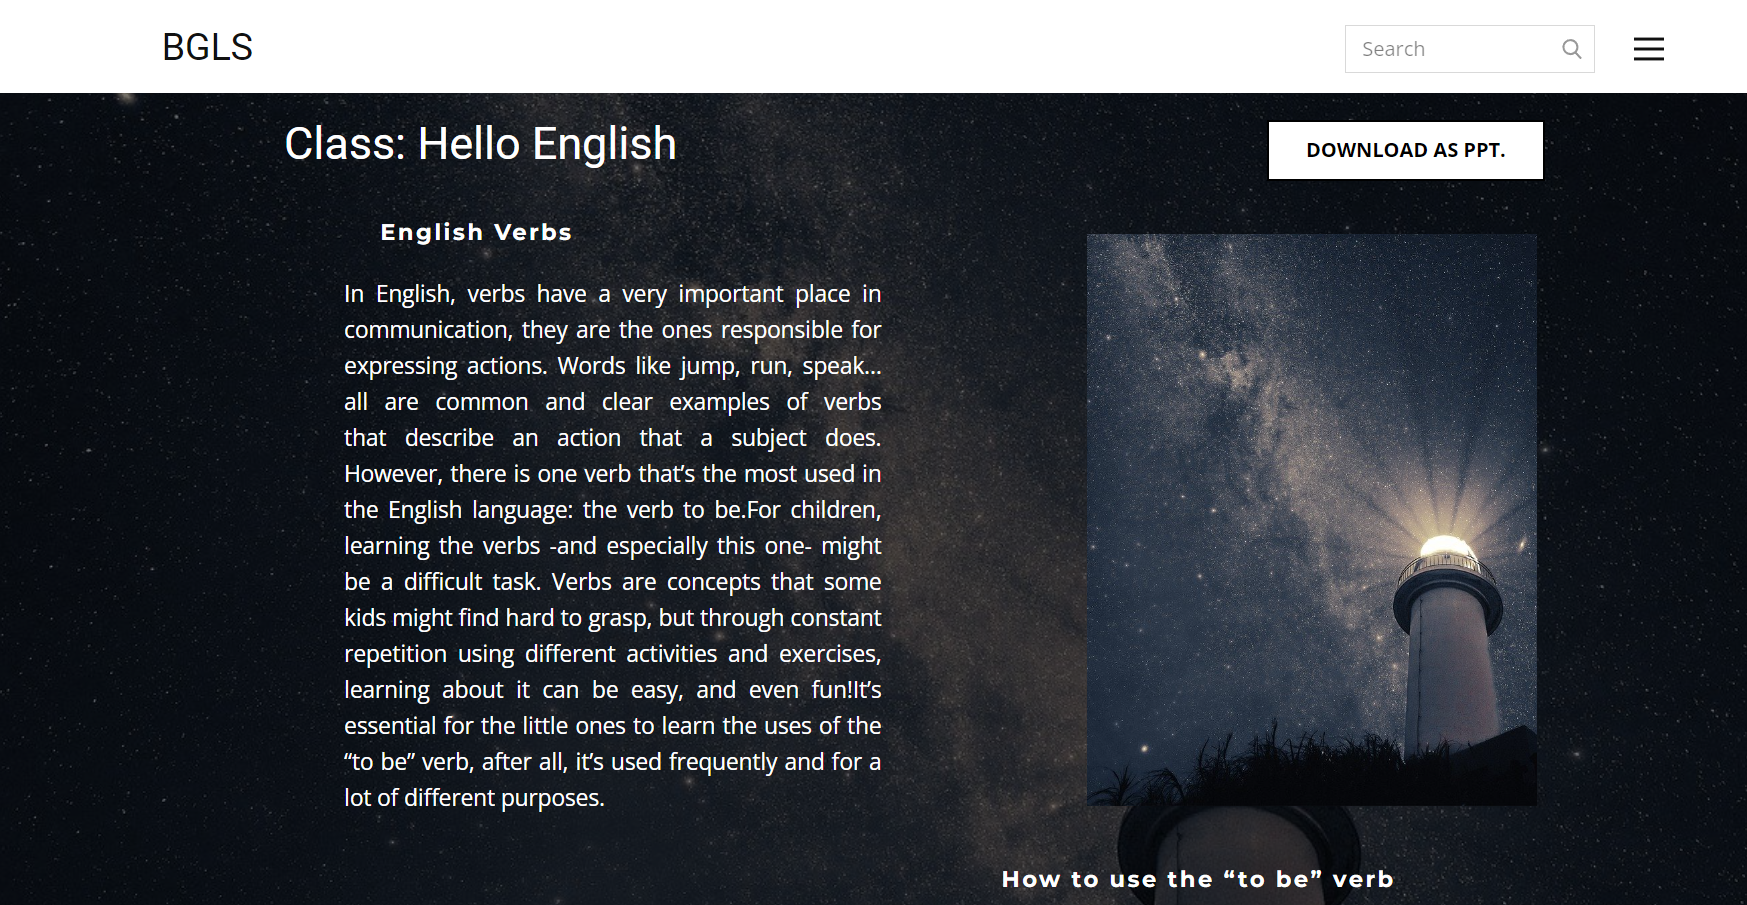 BGLS
Search
Class: Hello English
DOWNLOAD AS PPT.
English Verbs
In English, verbs have a very important place in
communication, they are the ones responsible for
expressing actions. Words like jump, run, speak…
all are common and clear examples of verbs
that describe an action that a subject does.
However, there is one verb that’s the most used in
the English language: the verb to be.For children,
learning the verbs -and especially this one- might
be a difficult task. Verbs are concepts that some
kids might find hard to grasp, but through constant
repetition using different activities and exercises,
learning about it can be easy, and even fun!It’s
essential for the little ones to learn the uses of the
“to be” verb, after all, it’s used frequently and for a
lot of different purposes.
How to use the “to be” verb